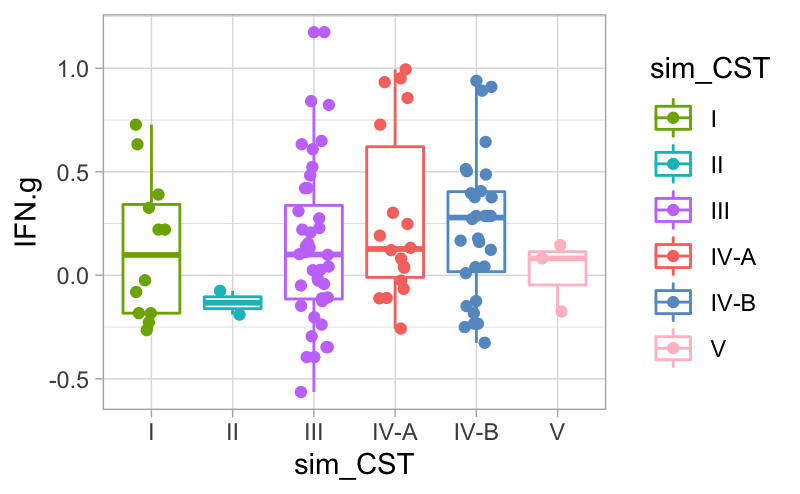 1.0
0.5
0.0
-0.5
IFN.g
I II III IV-A IV-B V
sim_CST
sim_CST
I
II
III
IV-A
IV-B
V